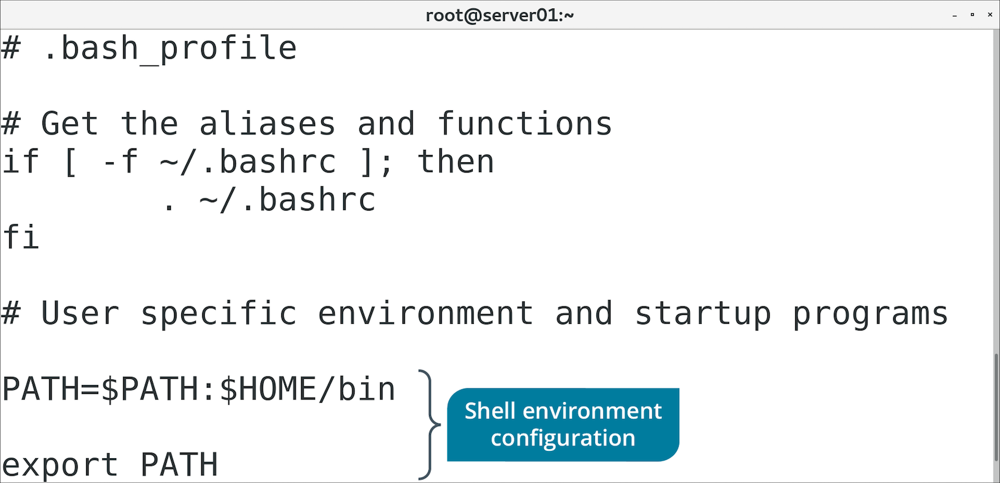 root@server01:~
# .bash_profile
# Get the aliases and functions
if [ -f ~/.bashrc ]; then
        . ~/.bashrc
fi
# User specific environment and startup programs
PATH=$PATH:$HOME/bin
Shell environment
configuration
export PATH